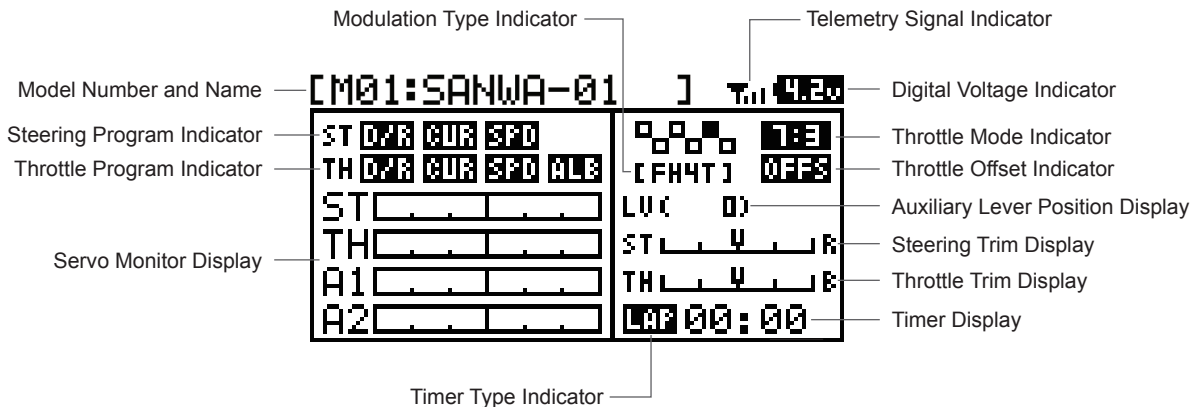 Modulation Type Indicator
Telemetry Signal Indicator
Model Number and Name
[M01:SANWA-01 ]
4.2v
Digital Voltage Indicator
Steering Program Indicator
ST D/R CUR SPD
7:3
Throttle Mode Indicator
Throttle Program Indicator
TH D/R CUR SPD ALB
[FH4T]
OFFS
Throttle Offset Indicator
ST
LV( 0)
Auxiliary Lever Position Display
TH
ST R
Steering Trim Display
Servo Monitor Display
A1
TH B
Throttle Trim Display
A2
LAP 00:00
Timer Display
Timer Type Indicator